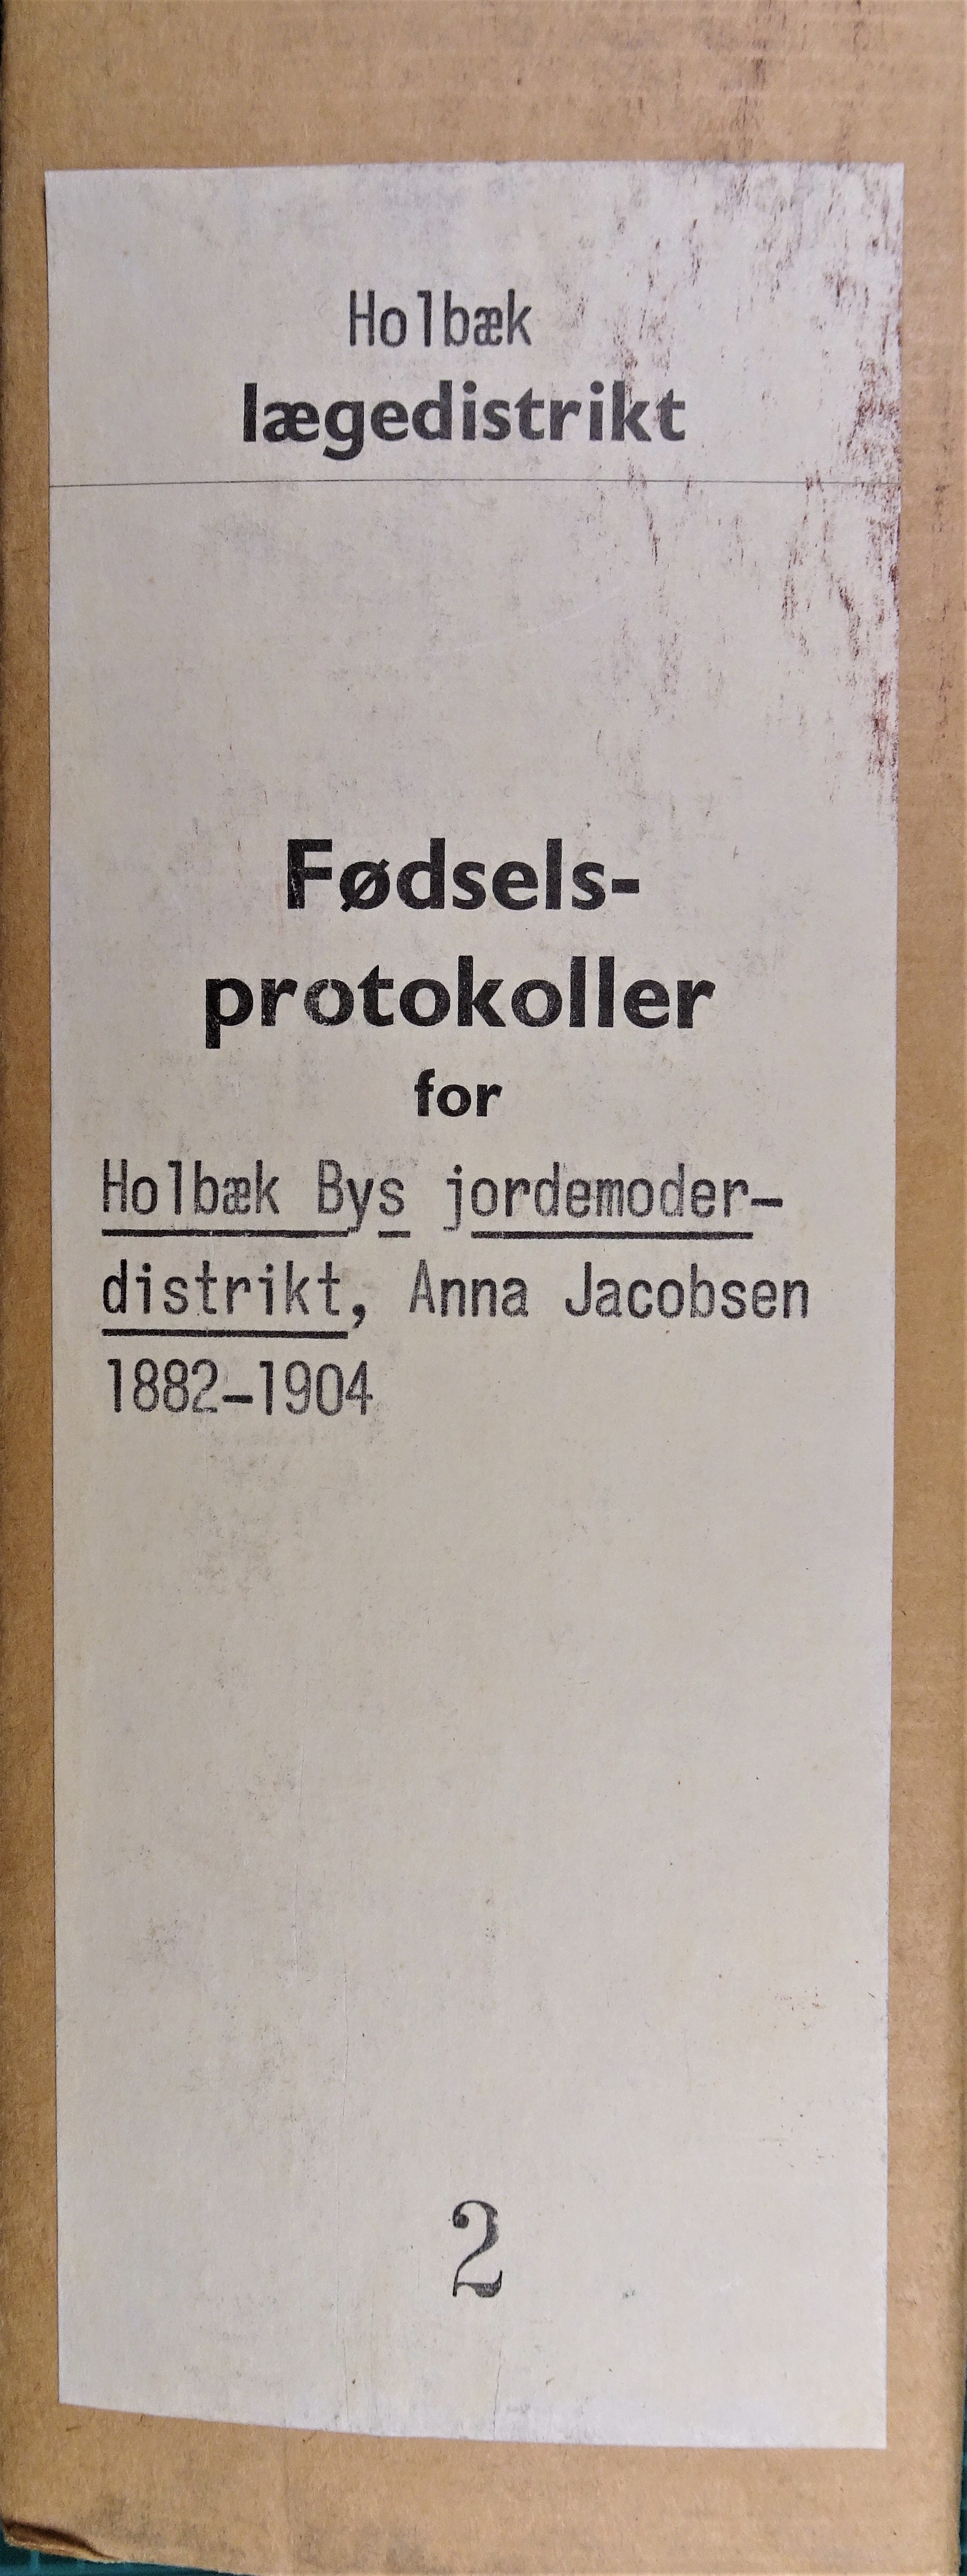 Holbæk
lægedistrikt
Fødsels-
protokoller
for
Holbæk Bys jordemoder-
distrikt, Anna Jacobsen
1882-1904
2